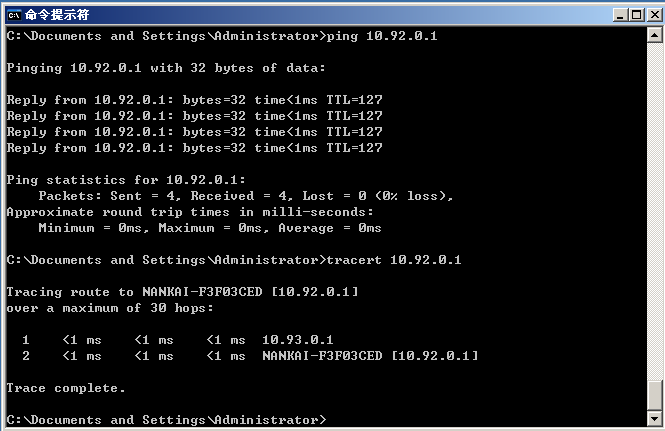 命令提示符
C:\Documents and Settings\Administrator>ping 10.92.0.1
Pinging 10.92.0.1 with 32 bytes of data:
Reply from 10.92.0.1: bytes=32 time<1ms TTL=127
Reply from 10.92.0.1: bytes=32 time<1ms TTL=127
Reply from 10.92.0.1: bytes=32 time<1ms TTL=127
Reply from 10.92.0.1: bytes=32 time<1ms TTL=127
Ping statistics for 10.92.0.1:
    Packets: Sent = 4, Received = 4, Lost = 0 (0% loss),
Approximate round trip times in milli-seconds:
    Minimum = 0ms, Maximum = 0ms, Average = 0ms
C:\Documents and Settings\Administrator>tracert 10.92.0.1
Tracing route to NANKAI-F3F03CED [10.92.0.1]
over a maximum of 30 hops:
  1    <1 ms    <1 ms    <1 ms  10.93.0.1
  2    <1 ms    <1 ms    <1 ms  NANKAI-F3F03CED [10.92.0.1]
Trace complete.
C:\Documents and Settings\Administrator>